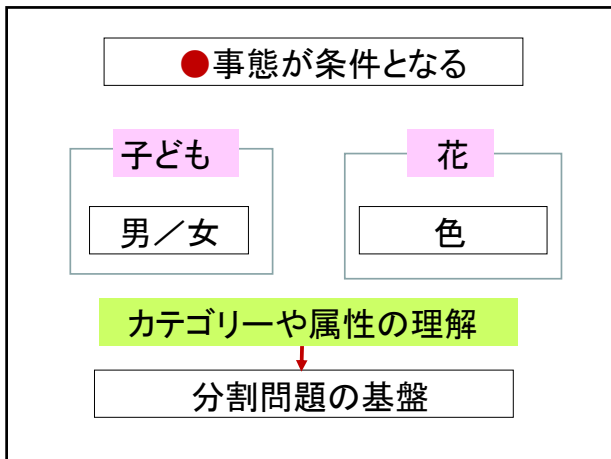 ●事態が条件となる
子ども
花
男／女
色
カテゴリーや属性の理解
分割問題の基盤